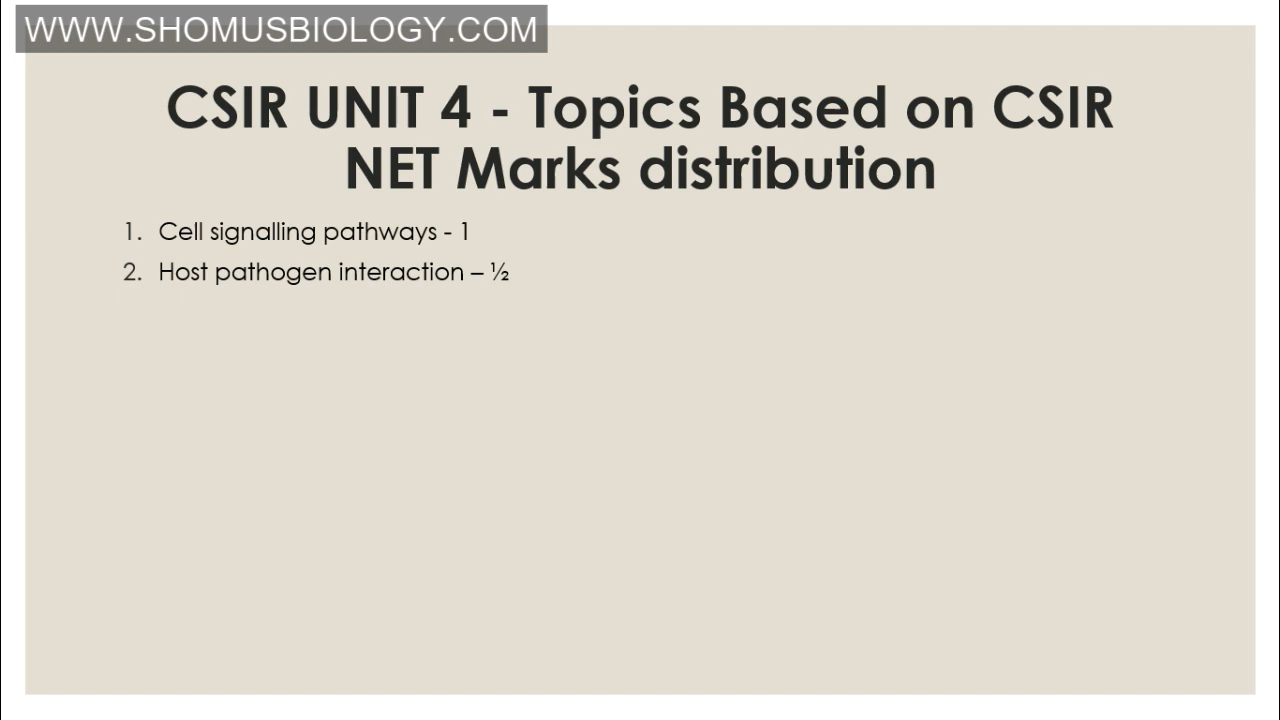 WWW.SHOMUSBIOLOGY.COM
CSIR UNIT 4 - Topics Based on CSIR
NET Marks distribution
1. Cell signalling pathways - 1
2. Host pathogen interaction – ½